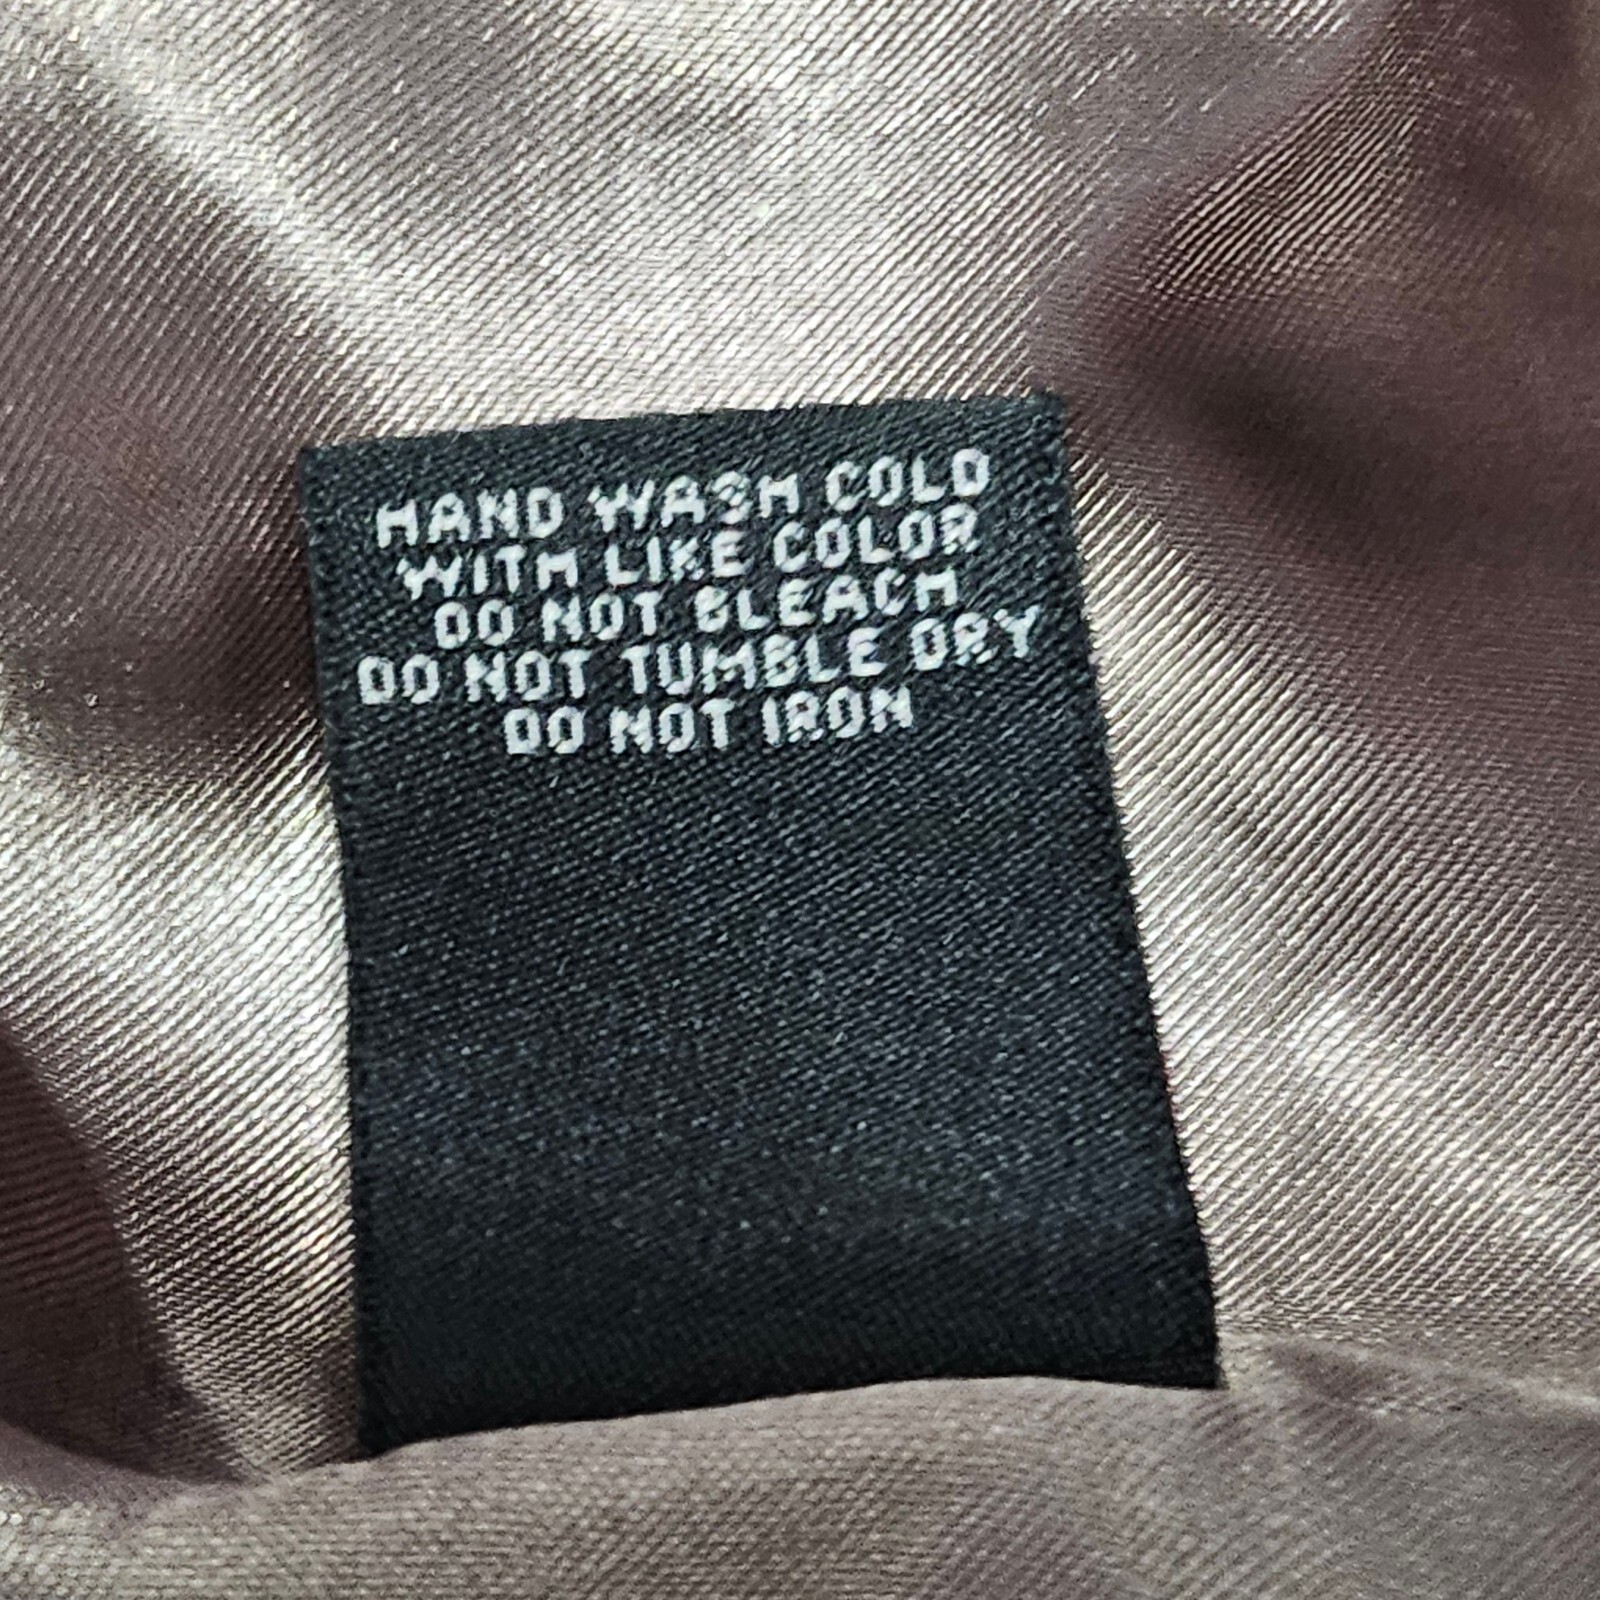 HAND WASH COLD
WITH LIKE COLOR
DO NOT BLEACH
DO NOT TUMBLE DRY
DO NOT IRON